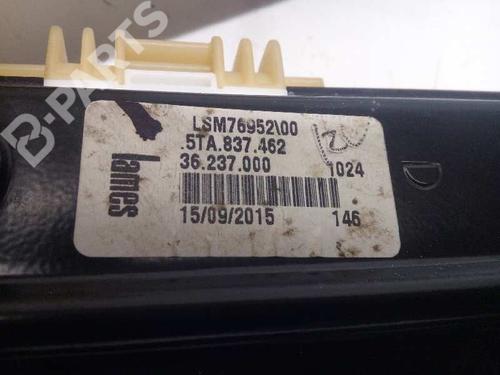 B-PARTS
LSM76952\00
.5TA.837.462
36.237.000 1024
lames
15/09/2015 146
D